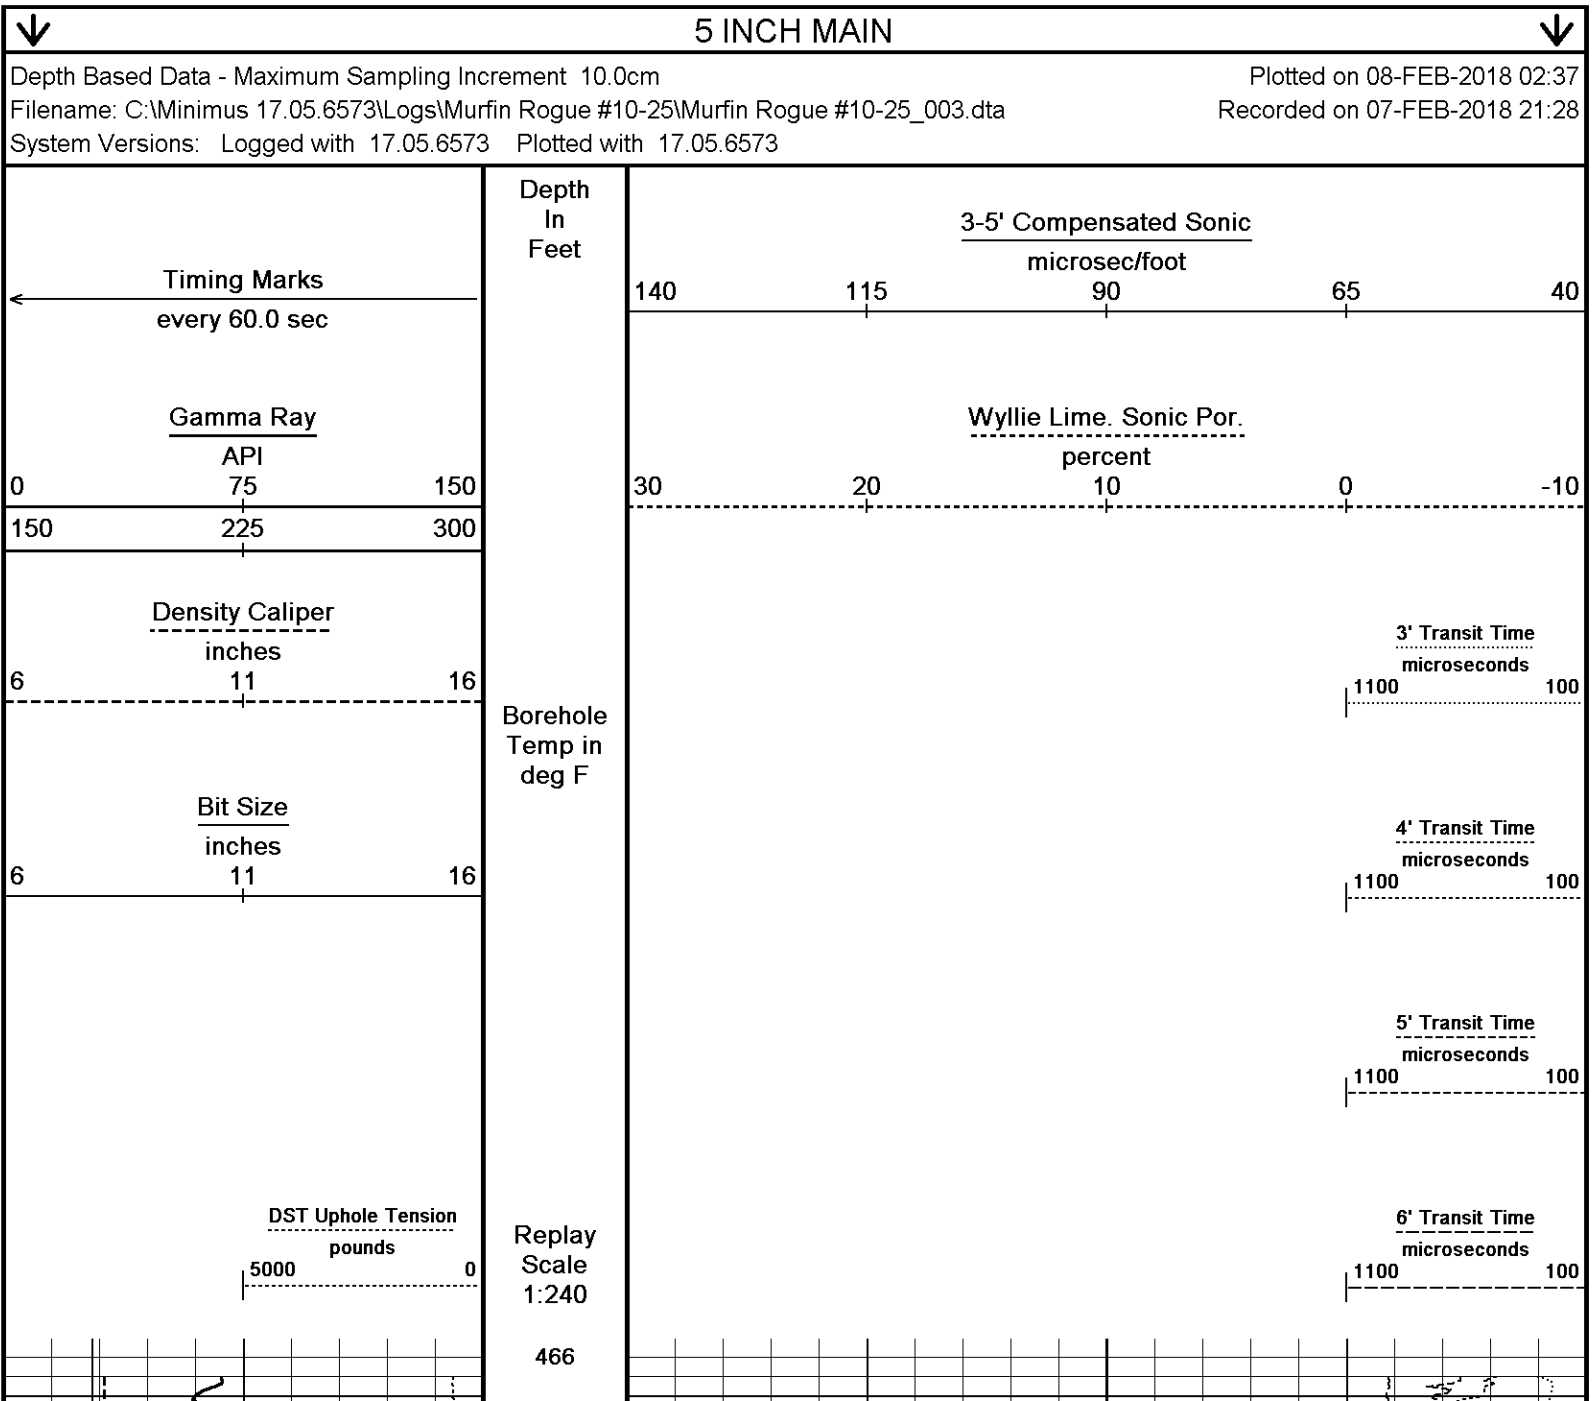 5 INCH MAIN
Depth Based Data - Maximum Sampling Increment 10.0cm
Plotted on 08-FEB-2018 02:37
Filename: C:\Minimus 17.05.6573\Logs\Murfin Rogue #10-25\Murfin Rogue #10-25_003.dta
Recorded on 07-FEB-2018 21:28
System Versions: Logged with 17.05.6573 Plotted with 17.05.6573
Timing Marks
every 60.0 sec
Gamma Ray
API
0 75 150
150 225 300
Density Caliper
inches
6 11 16
Bit Size
inches
6 11 16
DST Uphole Tension
pounds
5000 0
Depth
In
Feet
Borehole
Temp in
deg F
Replay
Scale
1:240
466
3-5' Compensated Sonic
microsec/foot
140 115 90 65 40
Wyllie Lime. Sonic Por.
percent
30 20 10 0 -10
3' Transit Time
microseconds
1100 100
4' Transit Time
microseconds
1100 100
5' Transit Time
microseconds
1100 100
6' Transit Time
microseconds
1100 100